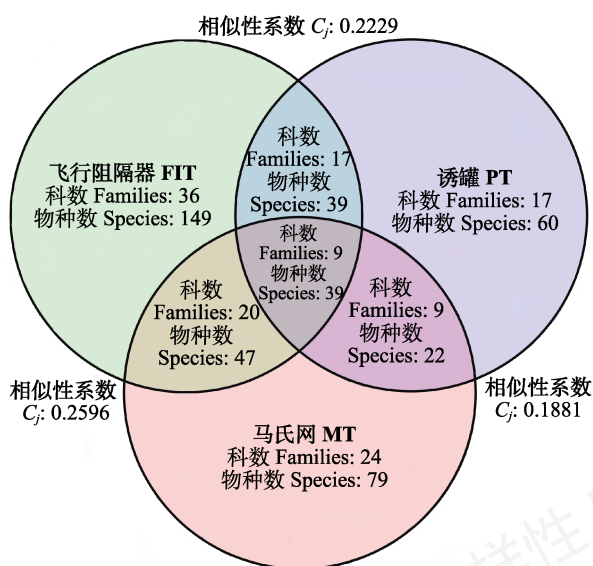 相似性系数 Cj: 0.2229
飞行阻隔器 FIT
科数 Families: 36
物种数 Species: 149
科数
Families: 17
物种数
Species: 39
诱罐 PT
科数 Families: 17
物种数 Species: 60
科数
Families: 9
物种数
Species: 39
科数
Families: 20
物种数
Species: 47
科数
Families: 9
物种数
Species: 22
相似性系数
Cj: 0.2596
相似性系数
Cj: 0.1881
马氏网 MT
科数 Families: 24
物种数 Species: 79
样性